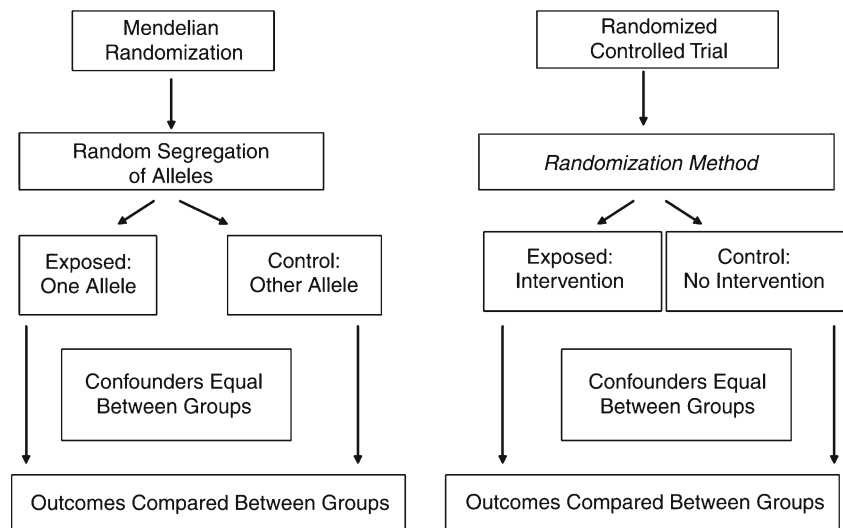 Mendelian
Randomization
Random Segregation
of Alleles
Exposed:
One Allele
Control:
Other Allele
Confounders Equal
Between Groups
Outcomes Compared Between Groups
Randomized
Controlled Trial
Randomization Method
Exposed:
Intervention
Control:
No Intervention
Confounders Equal
Between Groups
Outcomes Compared Between Groups